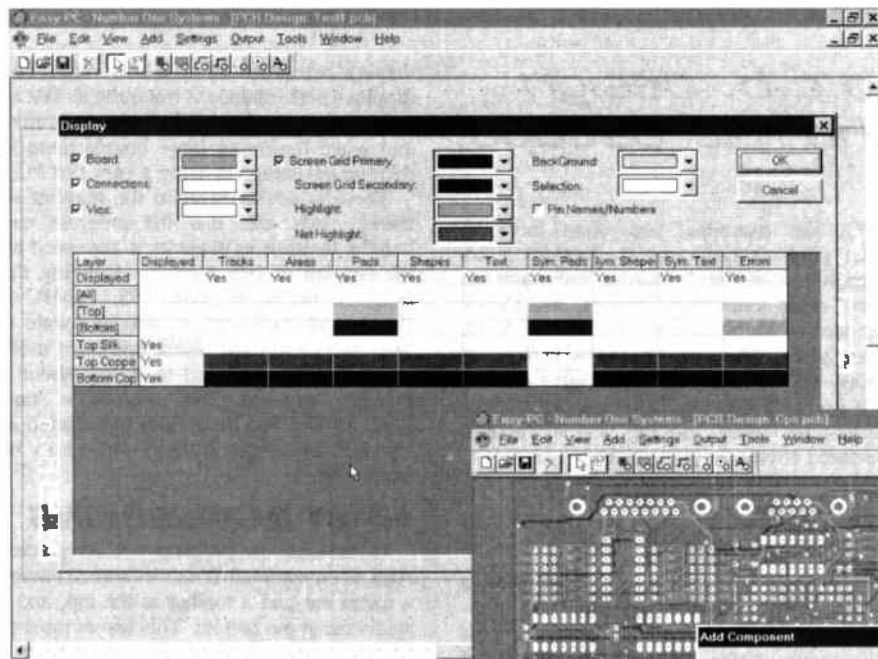 Easy-PC - Number One Systems - [PCB Design: Test1.pcb]
File Edit View Add Settings Output Tools Window Help
Display
Board:
Connections:
Vias:
Screen Grid Primary:
Screen Grid Secondary:
Highlight:
Net Highlight:
BackGround:
Selection:
Pin Names/Numbers
OK
Cancel
Layer Displayed Tracks Areas Pads Shapes Text Sym. Pads Sym. Shapes Sym. Text Errors
Displayed Yes Yes Yes Yes Yes Yes Yes Yes Yes
[All]
[Top]
[Bottom]
Top Silk Yes
Top Coppe Yes
Bottom Cop Yes
Easy-PC - Number One Systems - [PCB Design: Cps.pcb]
File Edit View Add Settings Output Tools Window Help
Add Component